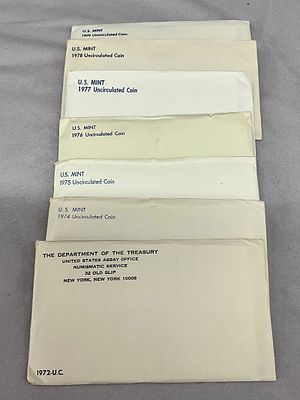 U.S. MINT
1979 Uncirculated Coin
U.S. MINT
1978 Uncirculated Coin
U.S. MINT
1977 Uncirculated Coin
U.S. MINT
1976 Uncirculated Coin
U.S. MINT
1975 Uncirculated Coin
U.S. MINT
1974 Uncirculated Coin
THE DEPARTMENT OF THE TREASURY
UNITED STATES ASSAY OFFICE
NUMISMATIC SERVICE
32 OLD SLIP
NEW YORK, NEW YORK 10005
1972-U.C.